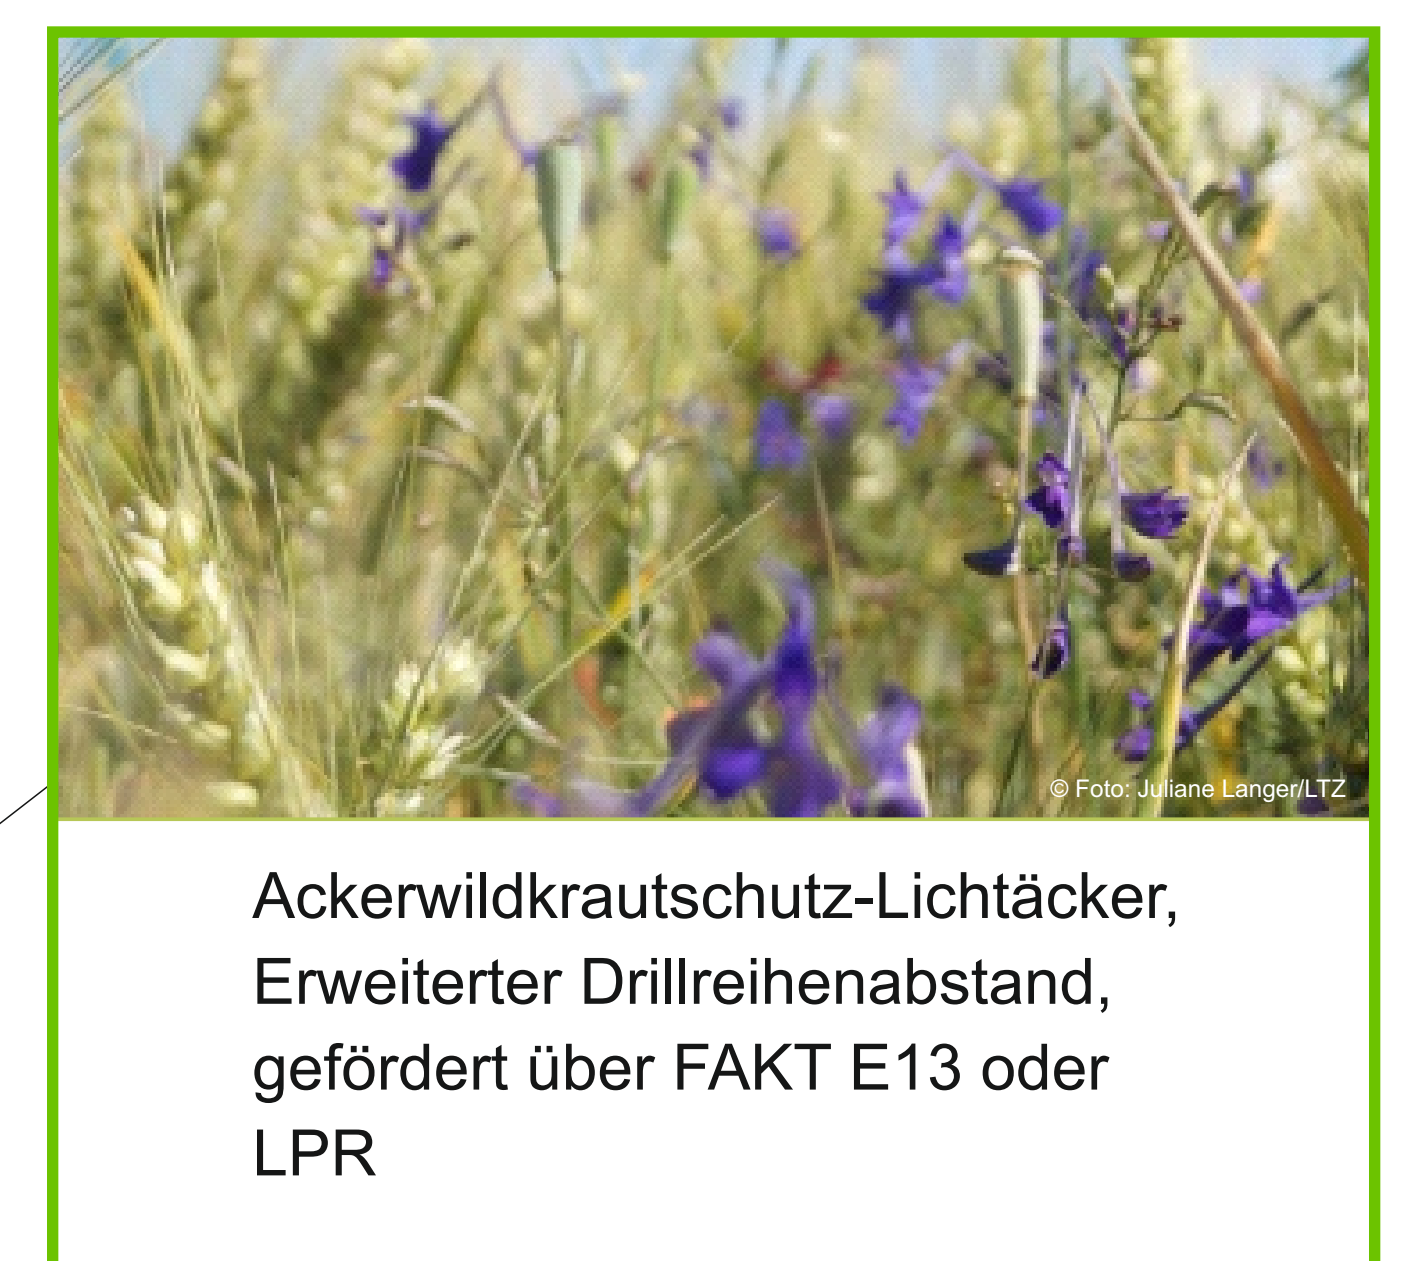 © Foto: Juliane Langer/LTZ
Ackerwildkrautschutz-Lichtäcker,
Erweiterter Drillreihenabstand,
gefördert über FAKT E13 oder
LPR